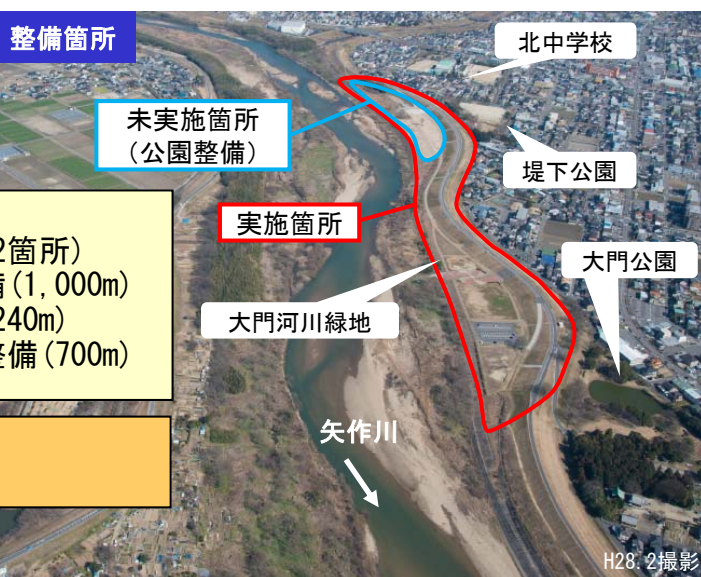 整備箇所
北中学校
未実施箇所
（公園整備）
堤下公園
実施箇所
2箇所）
備（1,000m）
240m）
整備（700m）
大門公園
大門河川緑地
矢作川
H28.2撮影